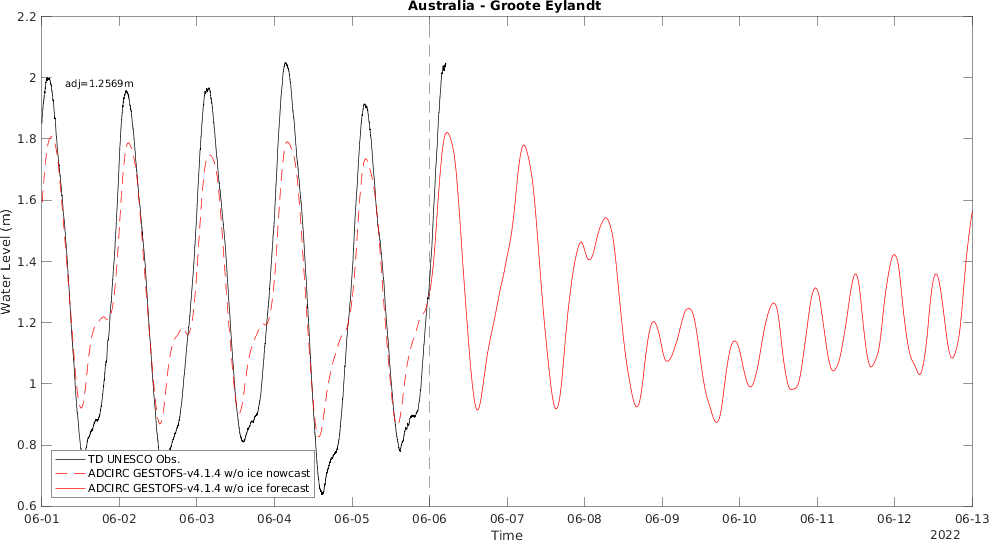 Australia - Groote Eylandt
2.2
2
1.8
1.6
1.4
1.2
1
0.8
0.6
Water Level (m)
adj=1.2569m
TD UNESCO Obs.
ADCIRC GESTOFS-v4.1.4 w/o ice nowcast
ADCIRC GESTOFS-v4.1.4 w/o ice forecast
06-01 06-02 06-03 06-04 06-05 06-06 06-07 06-08 06-09 06-10 06-11 06-12 06-13
Time
2022